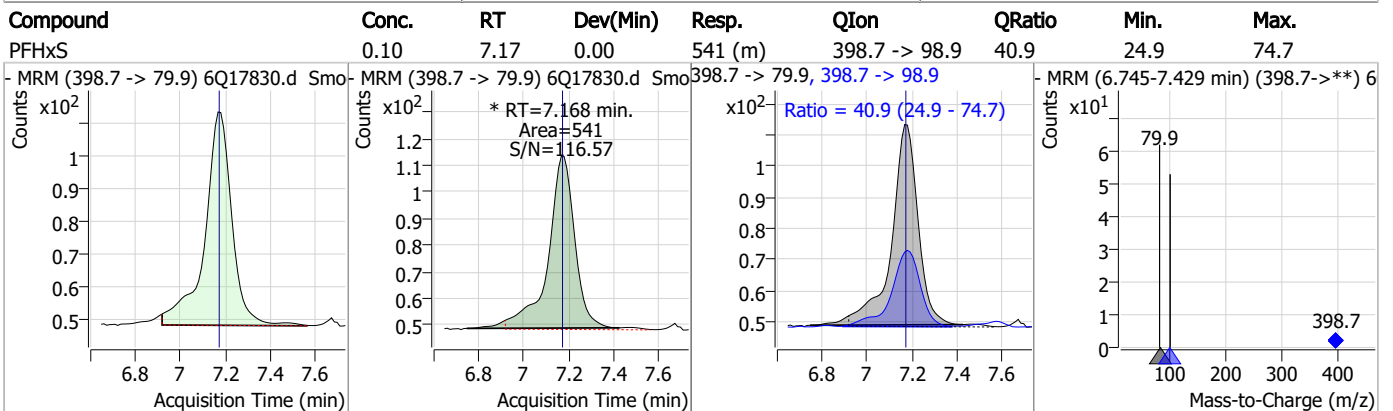 Compound Conc. RT Dev(Min) Resp. QIon QRatio Min. Max.
PFHxS 0.10 7.17 0.00 541 (m) 398.7 -> 98.9 40.9 24.9 74.7
- MRM (398.7 -> 79.9) 6Q17830.d Smo
Counts
x10²
1
0.9
0.8
0.7
0.6
0.5
6.8 7 7.2 7.4 7.6
Acquisition Time (min)
- MRM (398.7 -> 79.9) 6Q17830.d Smo
Counts
x10²
* RT=7.168 min.
Area=541
S/N=116.57
1.2
1.1
1
0.9
0.8
0.7
0.6
0.5
6.8 7 7.2 7.4 7.6
Acquisition Time (min)
398.7 -> 79.9, 398.7 -> 98.9
Counts
x10²
Ratio = 40.9 (24.9 - 74.7)
1
0.9
0.8
0.7
0.6
0.5
6.8 7 7.2 7.4 7.6
Acquisition Time (min)
- MRM (6.745-7.429 min) (398.7->**) 6
Counts
x10¹
79.9
6
5
4
3
2
1
0
398.7
100 200 300 400
Mass-to-Charge (m/z)